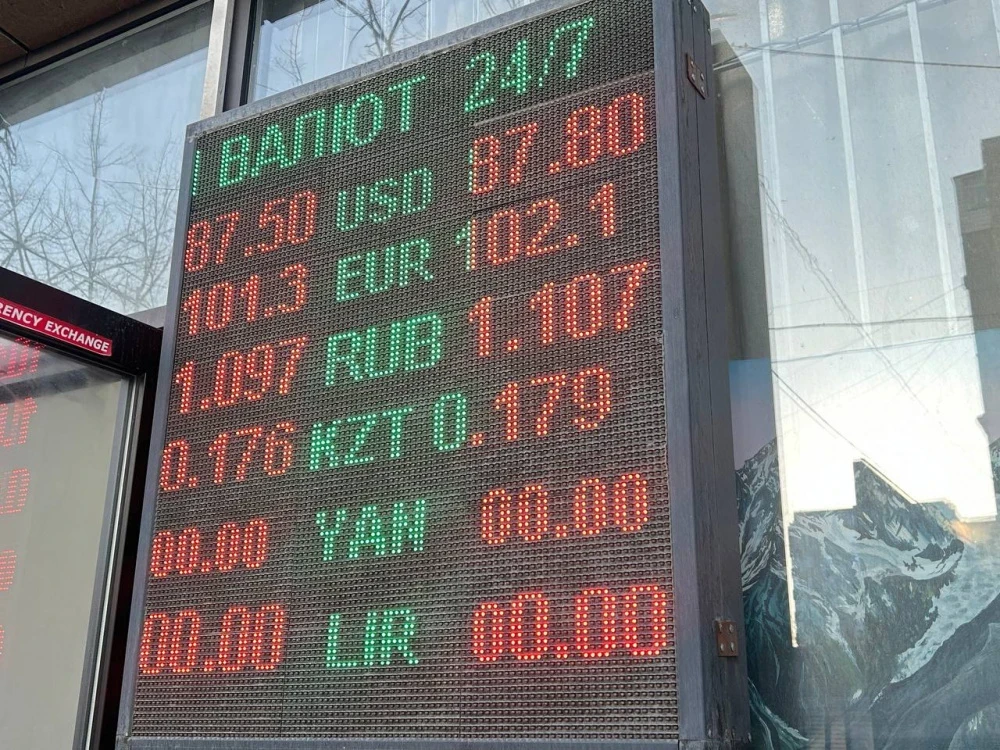 ВАЛЮТ 24/7
87.50 USD 87.80
101.3 EUR 102.1
1.097 RUB 1.107
0.176 KZT 0.179
00.00 YAN 00.00
00.00 LIR 00.00
RENCY EXCHANGE